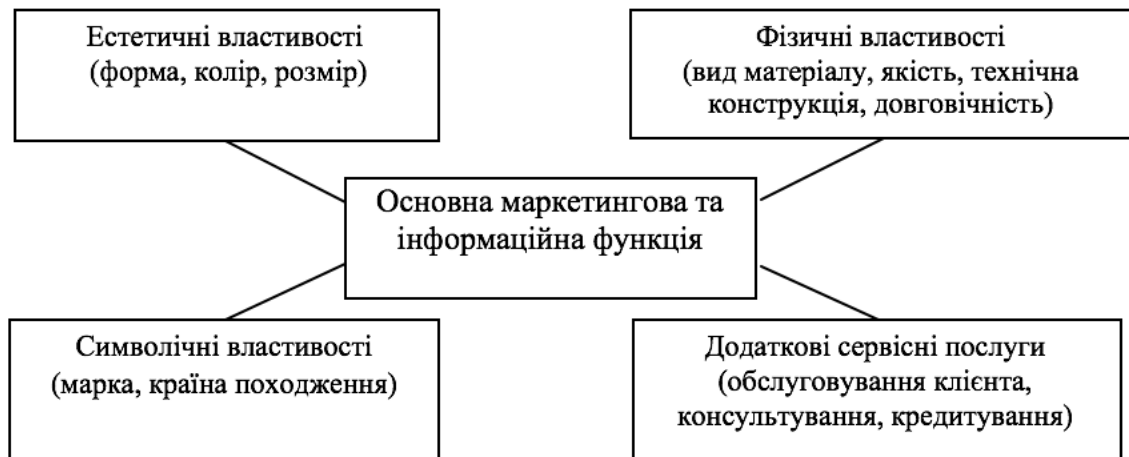 Естетичні властивості
(форма, колір, розмір)
Фізичні властивості
(вид матеріалу, якість, технічна
конструкція, довговічність)
Основна маркетингова та
інформаційна функція
Символічні властивості
(марка, країна походження)
Додаткові сервісні послуги
(обслуговування клієнта,
консультування, кредитування)